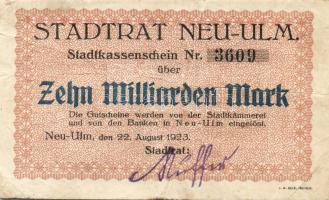 STADTRAT NEU-ULM.
Stadtkassenschein Nr. 3609
über
Zehn Milliarden Mark
Die Gutscheine werden von der Stadtkämmerei
und von den Banken in Neu-Ulm eingelöst.
Neu-Ulm, den 22. August 1923.
Stadtrat: